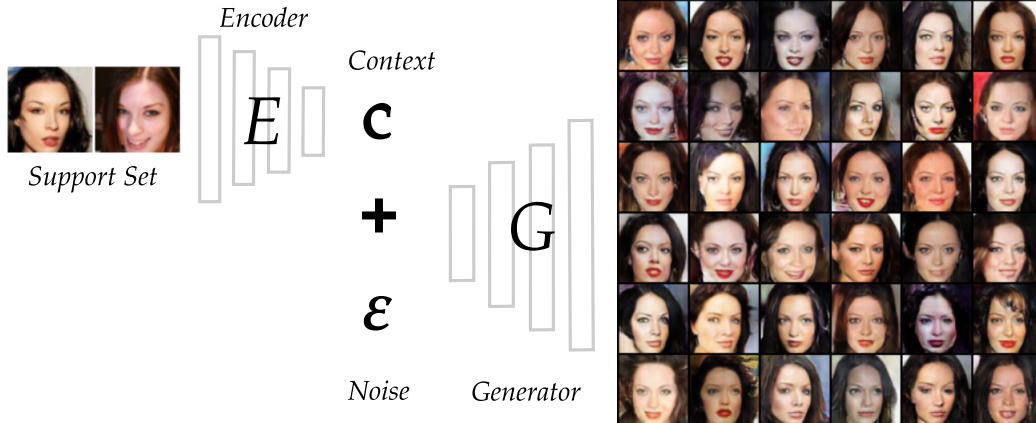 Encoder
Context
E
c
Support Set
+
G
ε
Noise
Generator